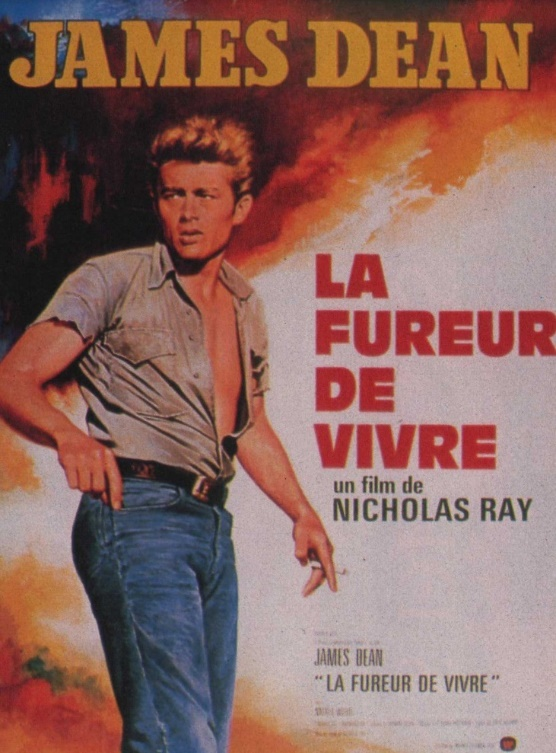 JAMES DEAN
LA
FUREUR
DE
VIVRE
un film de
NICHOLAS RAY
JAMES DEAN
"LA FUREUR DE VIVRE"